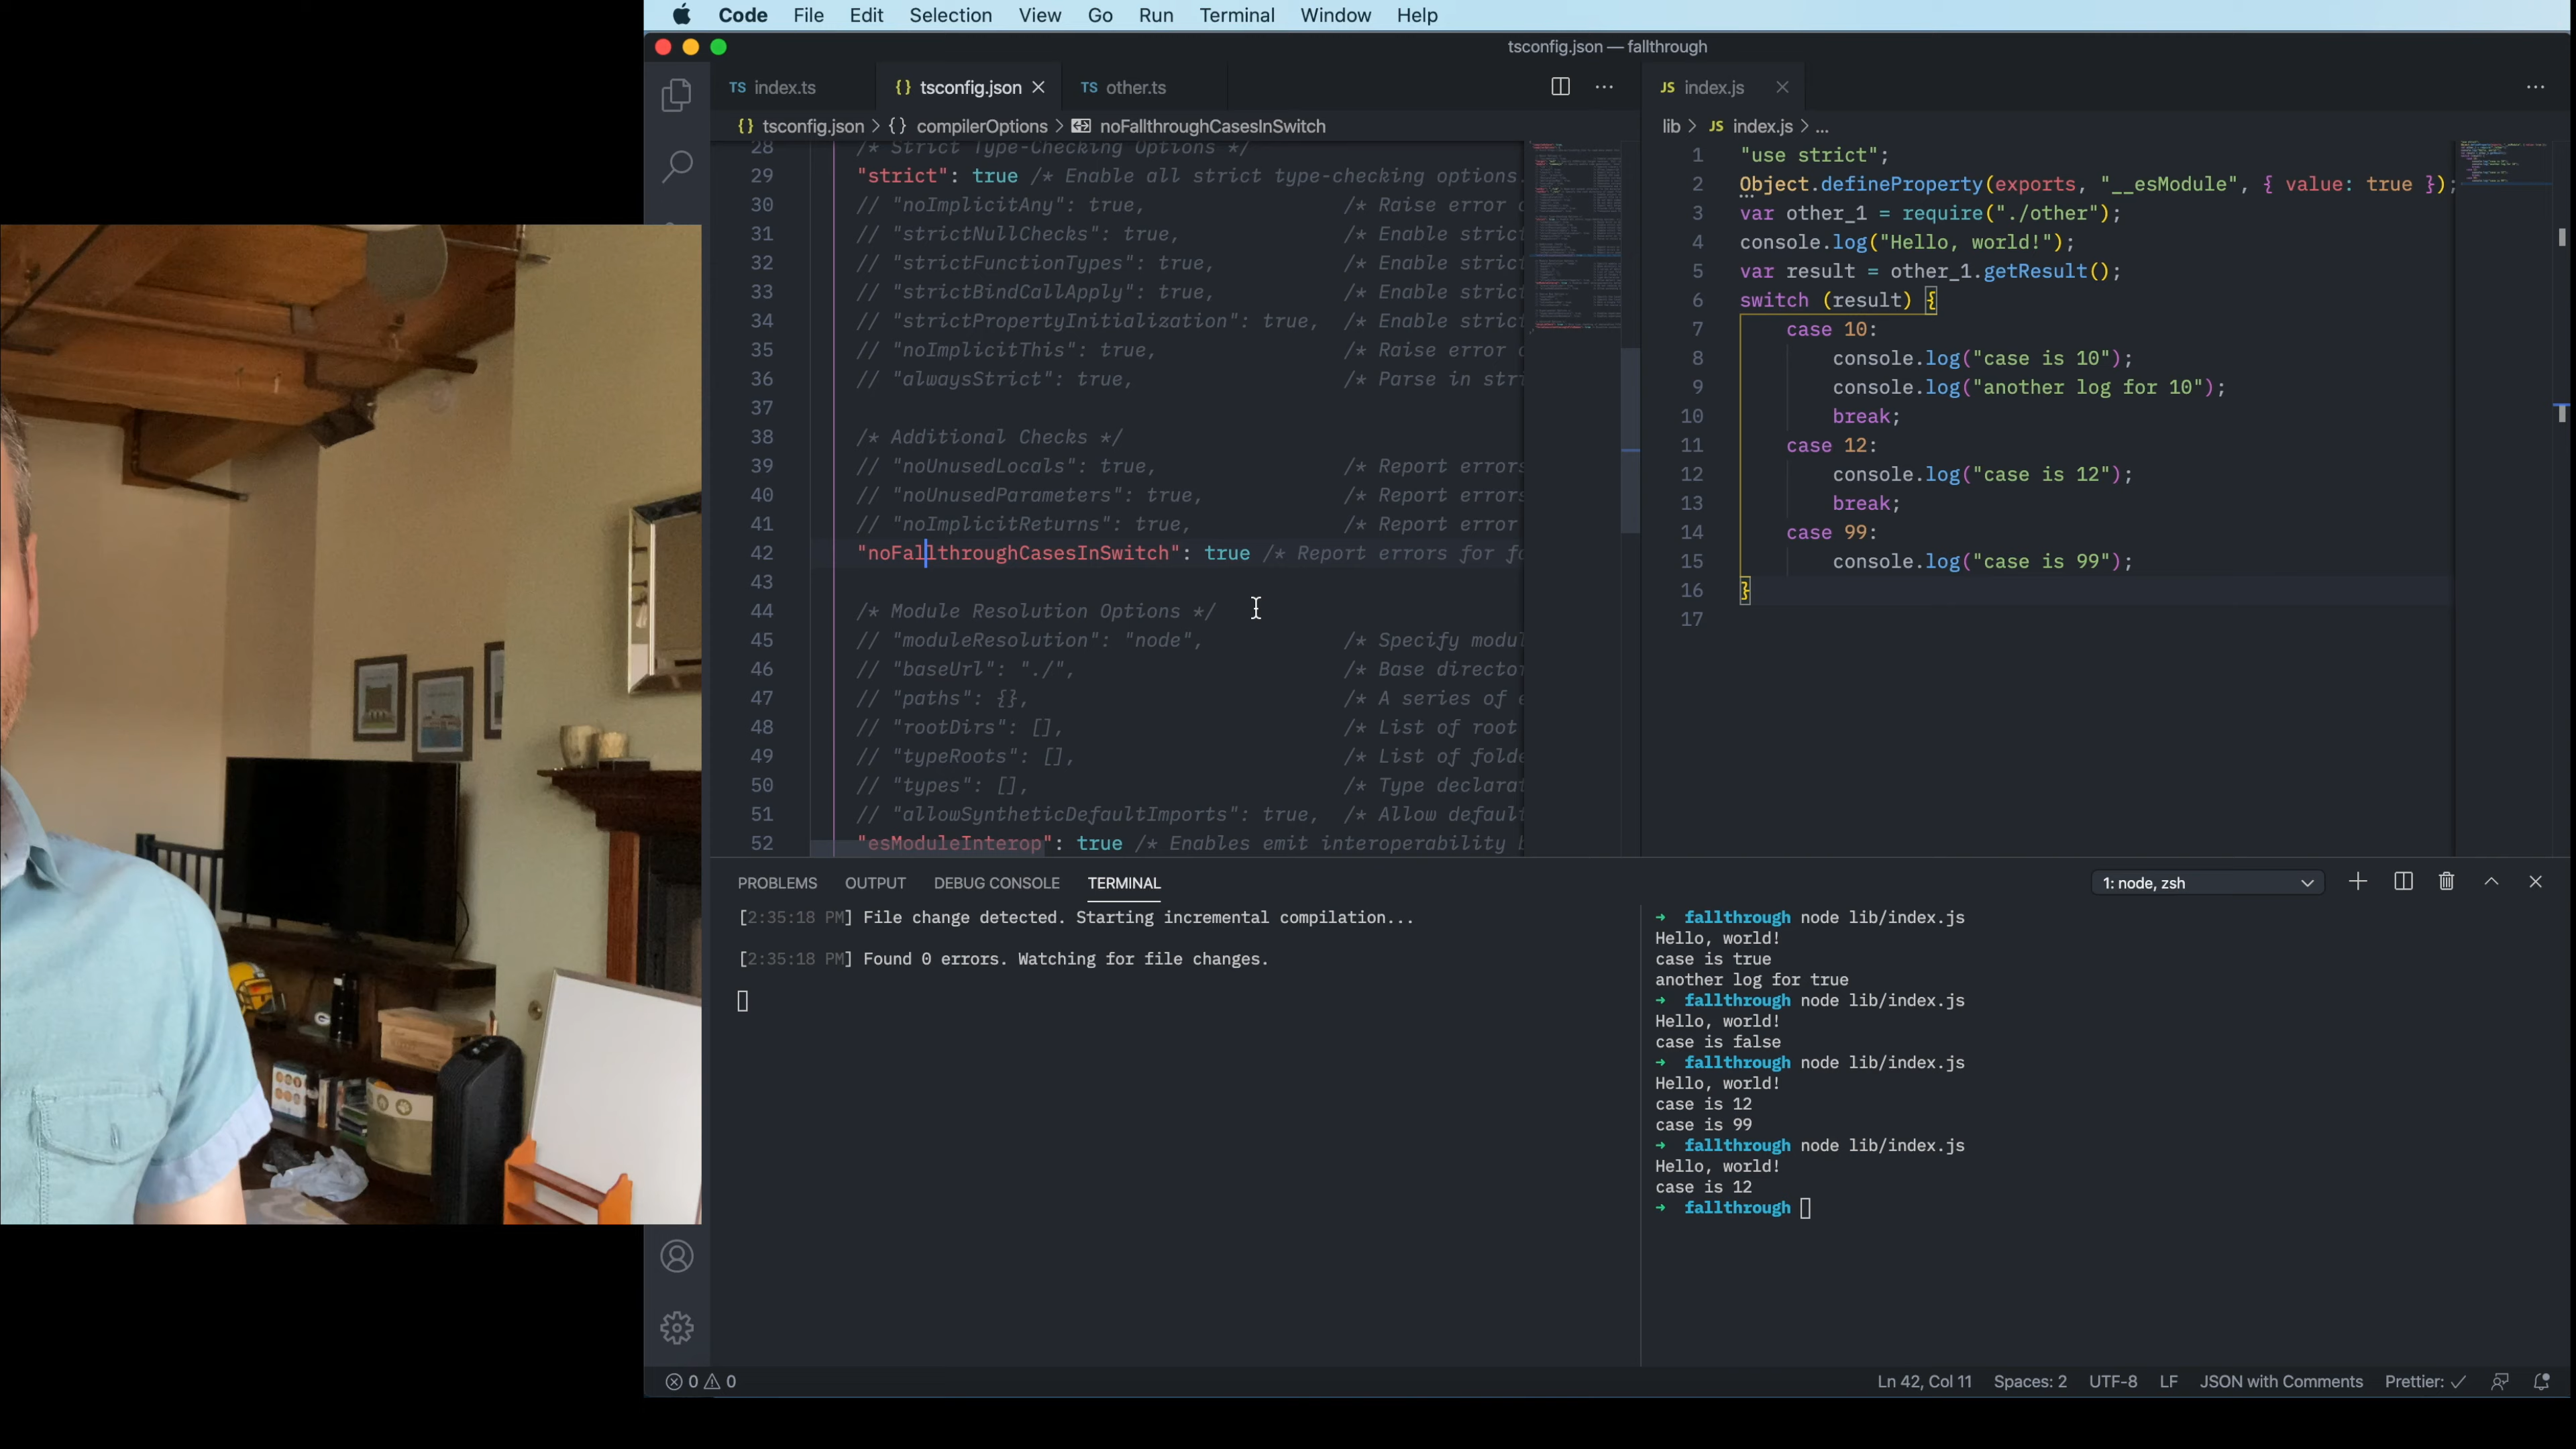 Code File Edit Selection View Go Run Terminal Window Help
tsconfig.json — fallthrough
TS index.ts
{} tsconfig.json
TS other.ts
{} tsconfig.json > {} compilerOptions > noFallthroughCasesInSwitch
28 /* Strict Type-Checking Options */
29 "strict": true /* Enable all strict type-checking options.
30 // "noImplicitAny": true, /* Raise error
31 // "strictNullChecks": true, /* Enable
32 // "strictFunctionTypes": true, /* Enable
33 // "strictBindCallApply": true, /* Enable
34 // "strictPropertyInitialization": true, /* Enable
35 // "noImplicitThis": true, /* Raise error
36 // "alwaysStrict": true, /* Parse in
37
38 /* Additional Checks */
39 // "noUnusedLocals": true, /* Report errors
40 // "noUnusedParameters": true, /* Report errors
41 // "noImplicitReturns": true, /* Report error
42 "noFallthroughCasesInSwitch": true /* Report errors for
43
44 /* Module Resolution Options */
45 // "moduleResolution": "node", /* Specify
46 // "baseUrl": "./", /* Base
47 // "paths": {}, /* A series of
48 // "rootDirs": [], /* List of root
49 // "typeRoots": [], /* List of
50 // "types": [], /* Type
51 // "allowSyntheticDefaultImports": true, /* Allow
52 "esModuleInterop": true /* Enables emit interoperability
JS index.js
lib > JS index.js > ...
1 "use strict";
2 Object.defineProperty(exports, "__esModule", { value: true });
3 var other_1 = require("./other");
4 console.log("Hello, world!");
5 var result = other_1.getResult();
6 switch (result) {
7 case 10:
8 console.log("case is 10");
9 console.log("another log for 10");
10 break;
11 case 12:
12 console.log("case is 12");
13 break;
14 case 99:
15 console.log("case is 99");
16 }
17
PROBLEMS OUTPUT DEBUG CONSOLE TERMINAL
1: node, zsh
[2:35:18 PM] File change detected. Starting incremental compilation...
[2:35:18 PM] Found 0 errors. Watching for file changes.
➜ fallthrough node lib/index.js
Hello, world!
case is true
another log for true
➜ fallthrough node lib/index.js
Hello, world!
case is false
➜ fallthrough node lib/index.js
Hello, world!
case is 12
case is 99
➜ fallthrough node lib/index.js
Hello, world!
case is 12
➜ fallthrough
0 0
Ln 42, Col 11 Spaces: 2 UTF-8 LF JSON with Comments Prettier: ✓